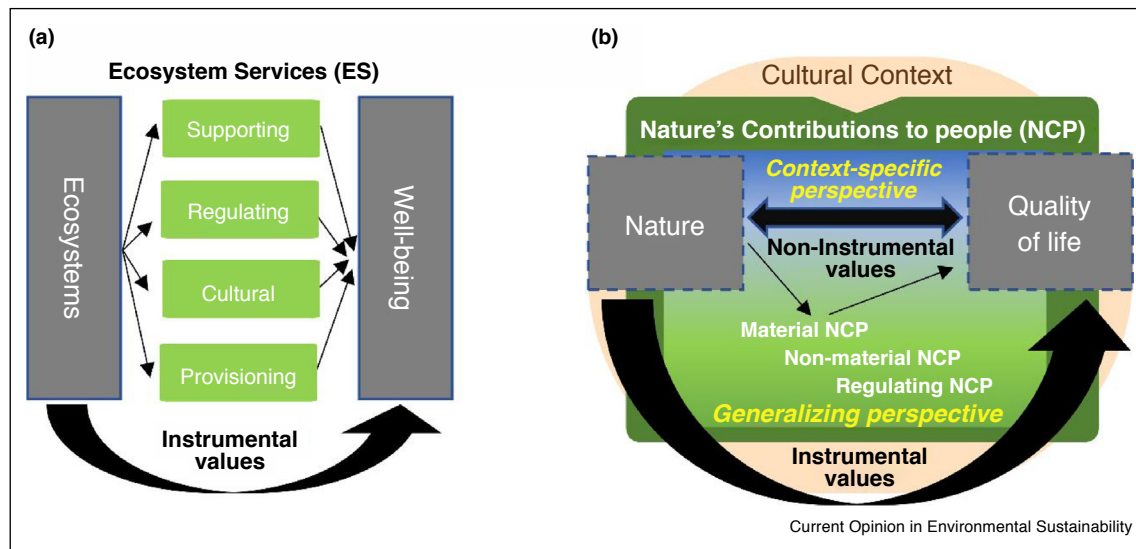 (a)
Ecosystem Services (ES)
Ecosystems
Supporting
Regulating
Cultural
Provisioning
Well-being
Instrumental
values
(b)
Cultural Context
Nature's Contributions to people (NCP)
Context-specific
perspective
Nature
Quality
of life
Non-Instrumental
values
Material NCP
Non-material NCP
Regulating NCP
Generalizing perspective
Instrumental
values
Current Opinion in Environmental Sustainability